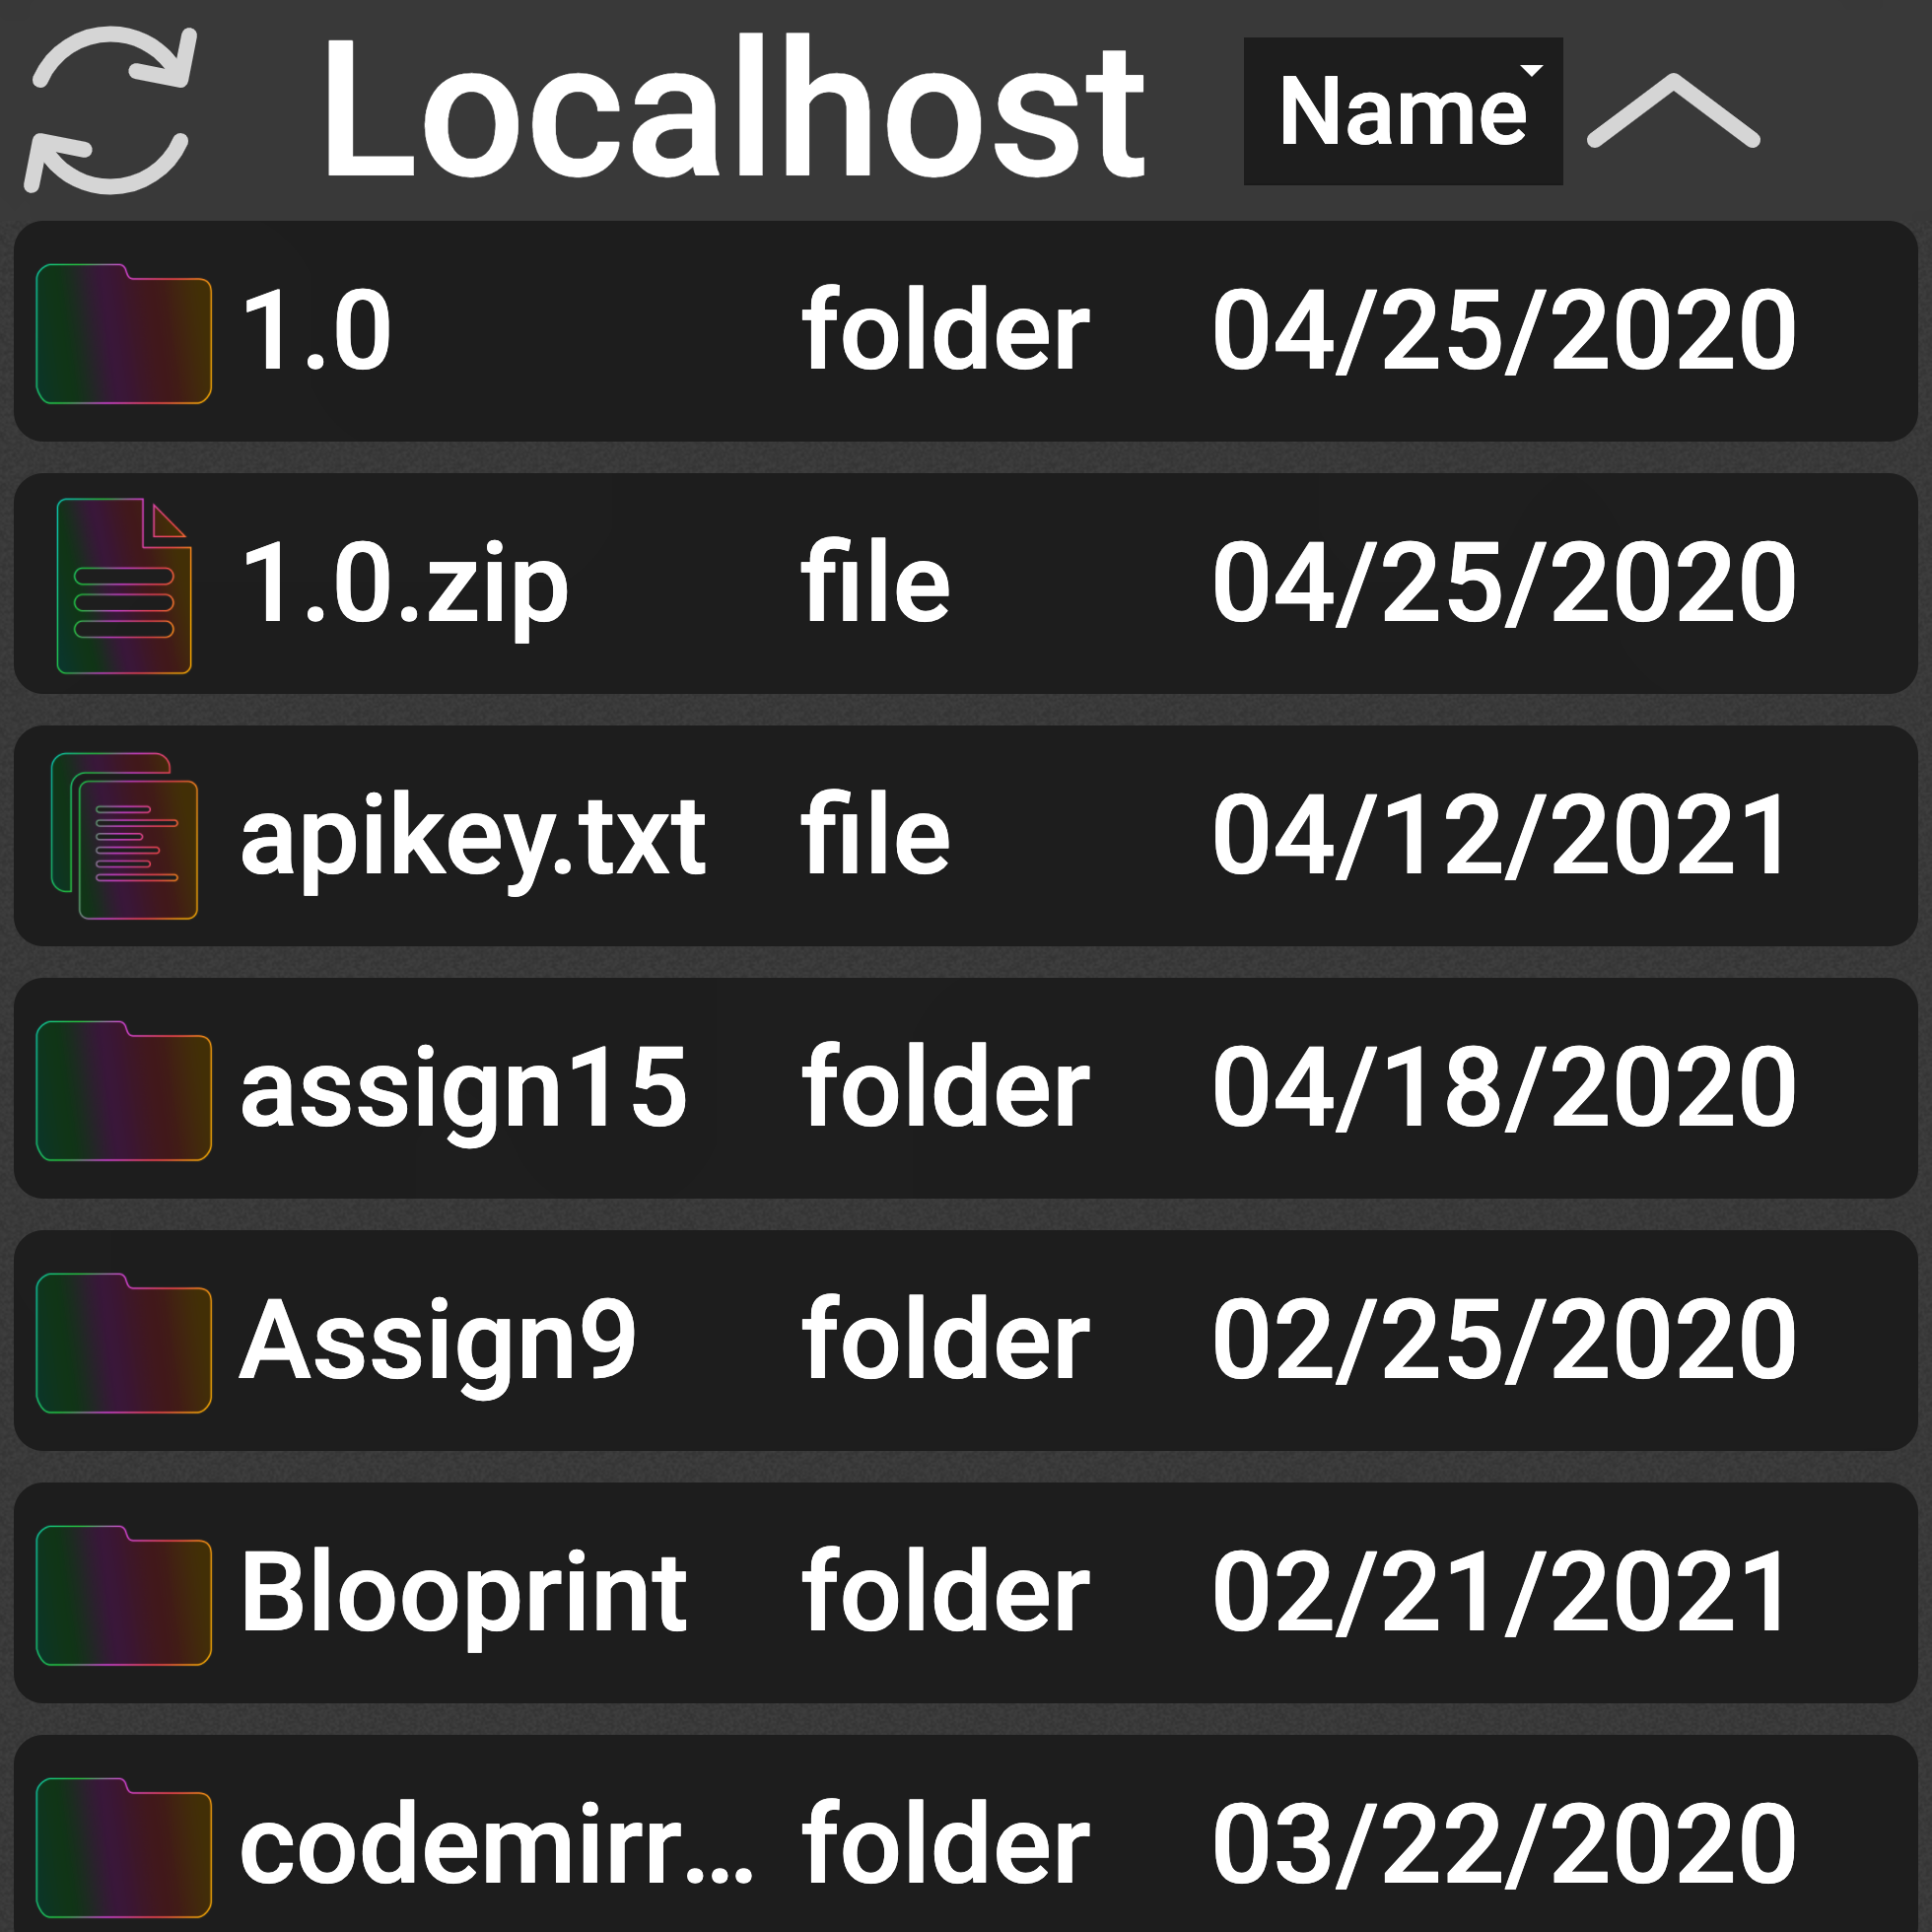 Localhost Name
1.0 folder 04/25/2020
1.0.zip file 04/25/2020
apikey.txt file 04/12/2021
assign15 folder 04/18/2020
Assign9 folder 02/25/2020
Blooprint folder 02/21/2021
codemirr... folder 03/22/2020